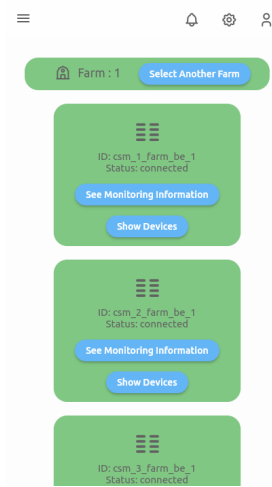 Farm : 1 Select Another Farm
ID: csm_1_farm_be_1
Status: connected
See Monitoring Information
Show Devices
ID: csm_2_farm_be_1
Status: connected
See Monitoring Information
Show Devices
ID: csm_3_farm_be_1
Status: connected